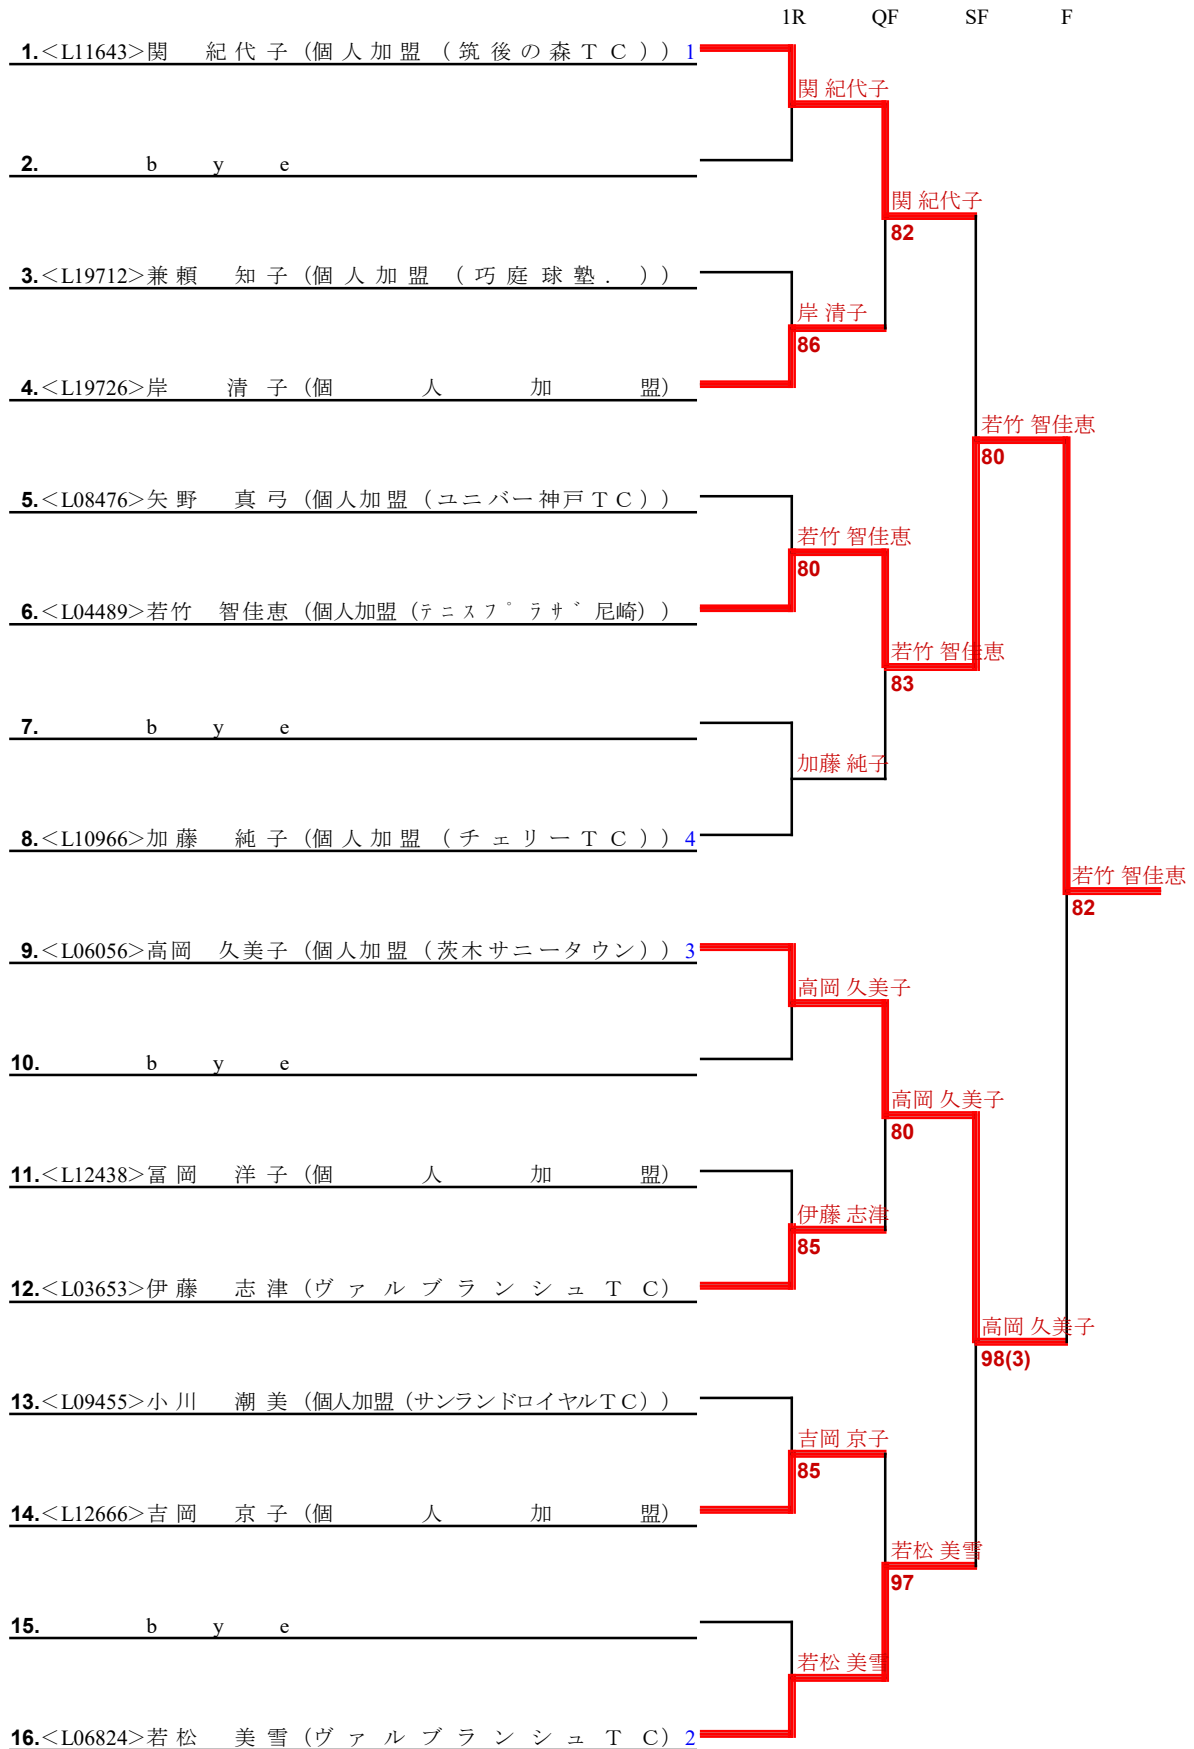 1R QF SF F
1.<L11643>関 紀代子(個人加盟(筑後の森TC)) 1
関 紀代子
2. bye
関 紀代子
82
3.<L19712>兼頼 知子(個人加盟(巧庭球塾.))
岸 清子
86
4.<L19726>岸 清子(個人加盟)
若竹 智佳恵
80
5.<L08476>矢野 真弓(個人加盟(ユニバー神戸TC))
若竹 智佳恵
80
6.<L04489>若竹 智佳恵(個人加盟(テニスプラザ尼崎))
若竹 智佳恵
83
7. bye
加藤 純子
8.<L10966>加藤 純子(個人加盟(チェリーTC)) 4
若竹 智佳恵
82
9.<L06056>高岡 久美子(個人加盟(茨木サニータウン)) 3
高岡 久美子
10. bye
高岡 久美子
80
11.<L12438>冨岡 洋子(個人加盟)
伊藤 志津
85
12.<L03653>伊藤 志津(ヴァルブランシュTC)
高岡 久美子
98(3)
13.<L09455>小川 潮美(個人加盟(サンランドロイヤルTC))
吉岡 京子
85
14.<L12666>吉岡 京子(個人加盟)
若松 美雪
97
15. bye
若松 美雪
16.<L06824>若松 美雪(ヴァルブランシュTC) 2